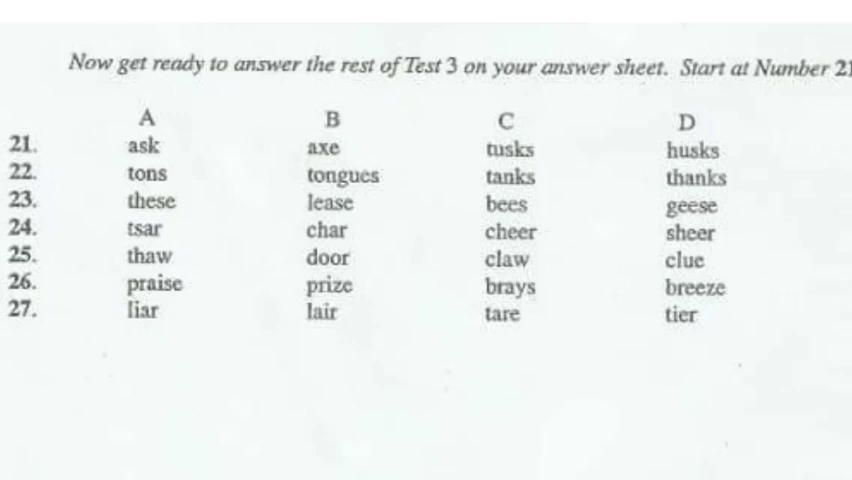 Now get ready to answer the rest of Test 3 on your answer sheet. Start at Number 21
A B C D
21. ask axe tusks husks
22. tons tongues tanks thanks
23. these lease bees geese
24. tsar char cheer sheer
25. thaw door claw clue
26. praise prize brays breeze
27. liar lair tare tier